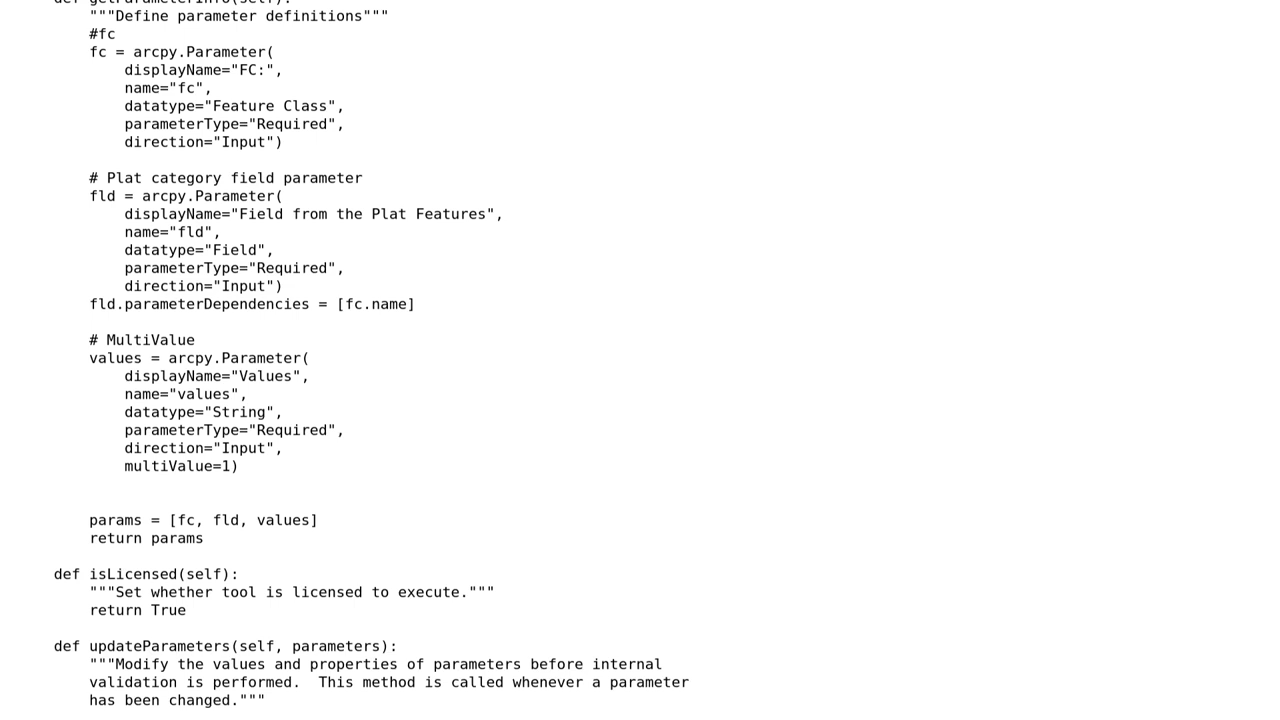 def getParameterInfo(self):
    """Define parameter definitions"""
    #fc
    fc = arcpy.Parameter(
        displayName="FC:",
        name="fc",
        datatype="Feature Class",
        parameterType="Required",
        direction="Input")

    # Plat category field parameter
    fld = arcpy.Parameter(
        displayName="Field from the Plat Features",
        name="fld",
        datatype="Field",
        parameterType="Required",
        direction="Input")
    fld.parameterDependencies = [fc.name]

    # MultiValue
    values = arcpy.Parameter(
        displayName="Values",
        name="values",
        datatype="String",
        parameterType="Required",
        direction="Input",
        multiValue=1)


    params = [fc, fld, values]
    return params

def isLicensed(self):
    """Set whether tool is licensed to execute."""
    return True

def updateParameters(self, parameters):
    """Modify the values and properties of parameters before internal
    validation is performed.  This method is called whenever a parameter
    has been changed."""